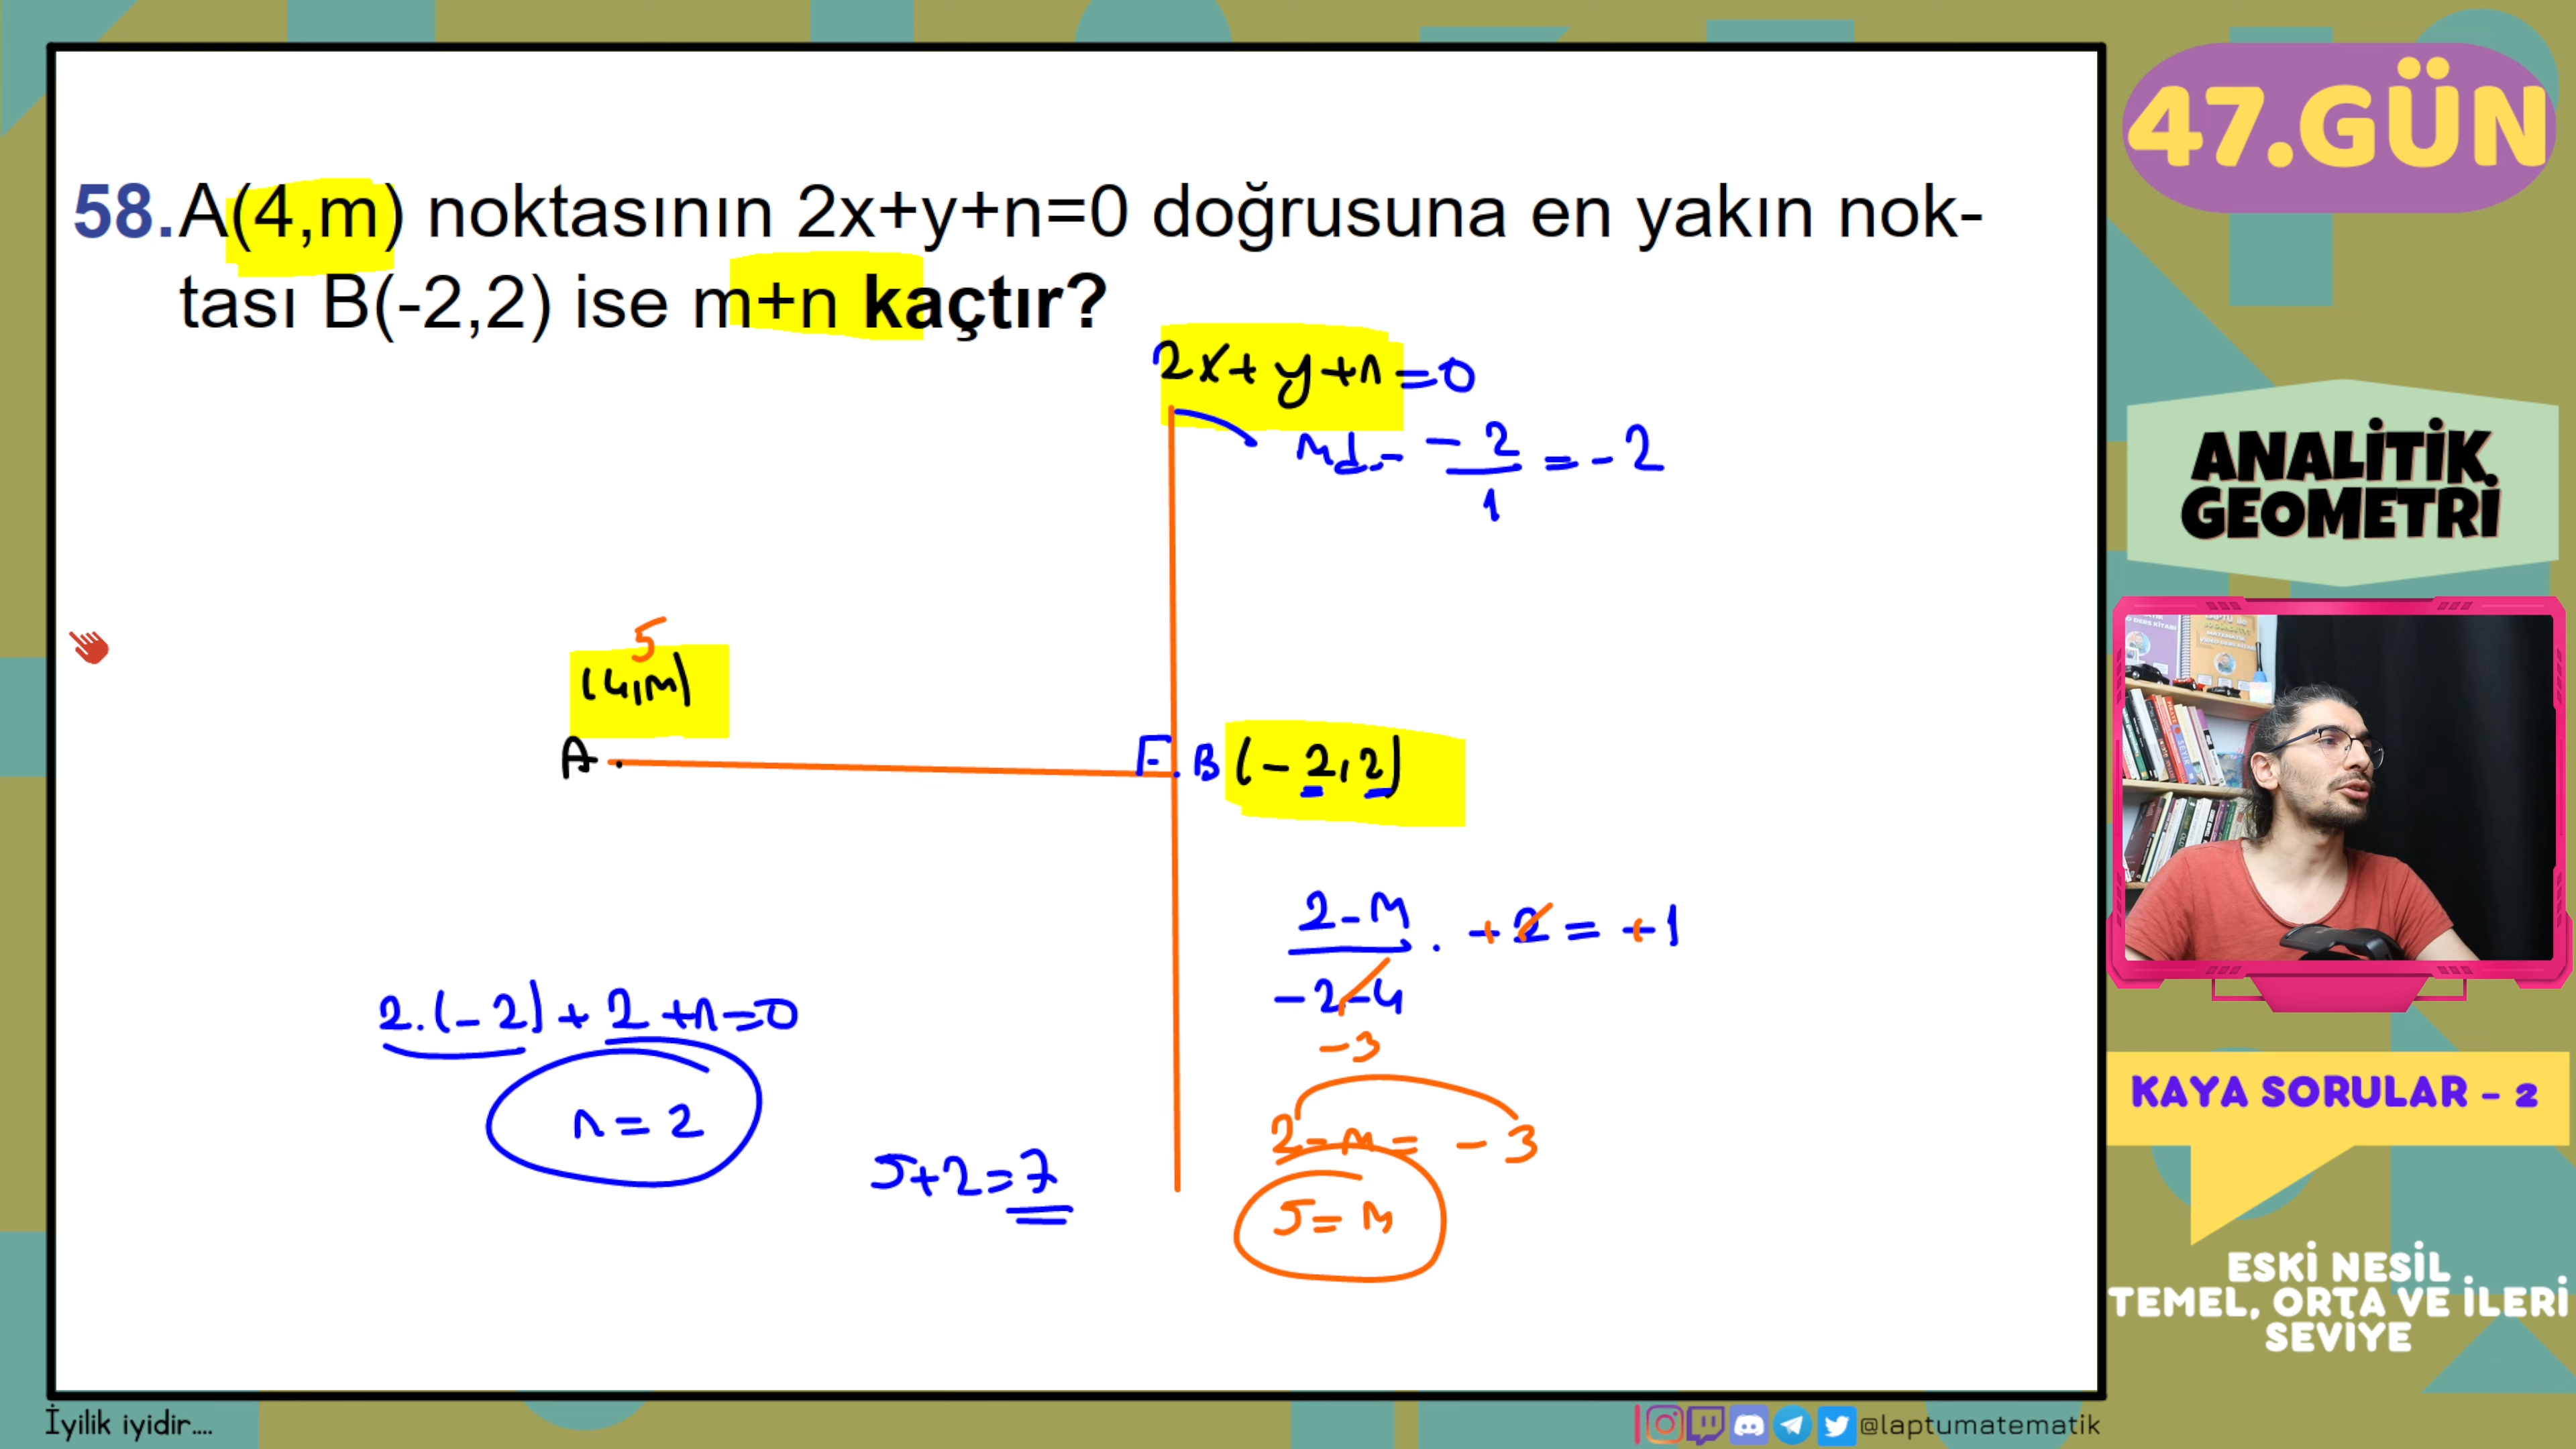 47.GÜN
58.A(4,m) noktasının 2x+y+n=0 doğrusuna en yakın nok-
tası B(-2,2) ise m+n kaçtır?
2x+y+n=0
md=-2/1=-2
5
(4,m)
A
B(-2,2)
2-m/-2-4 . +2=+1
-3
2.(-2)+2+n=0
n=2
2-m=-3
5=m
5+2=7
ANALİTİK
GEOMETRİ
KAYA SORULAR - 2
ESKİ NESİL
TEMEL, ORTA VE İLERİ
SEVİYE
İyilik iyidir....
@laptumatematik